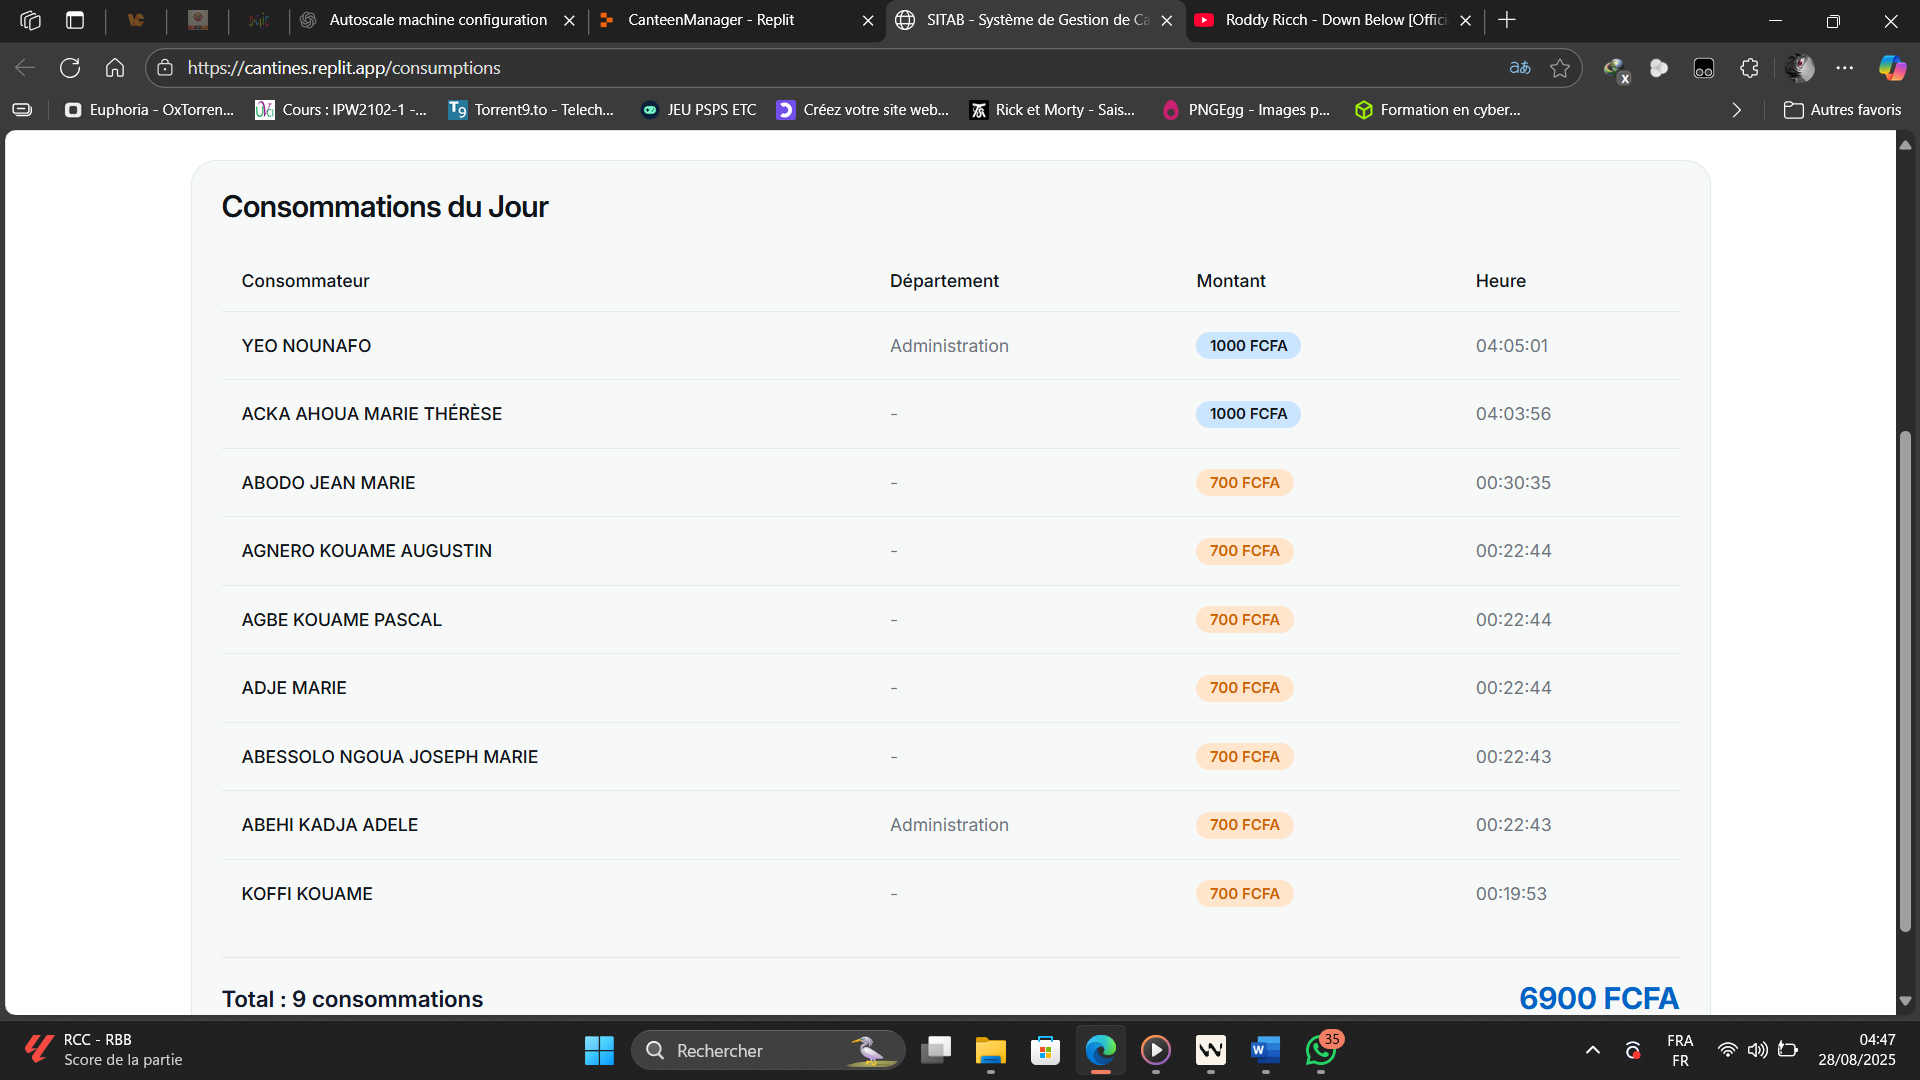 Autoscale machine configuration
CanteenManager - Replit
SITAB - Système de Gestion de Ca
Roddy Ricch - Down Below [Offici
https://cantines.replit.app/consumptions
Euphoria - OxTorren...
Cours : IPW2102-1 -...
Torrent9.to - Telech...
JEU PSPS ETC
Créez votre site web...
Rick et Morty - Sais...
PNGEgg - Images p...
Formation en cyber...
Autres favoris
Consommations du Jour
Consommateur Département Montant Heure
YEO NOUNAFO Administration 1000 FCFA 04:05:01
ACKA AHOUA MARIE THÉRÈSE - 1000 FCFA 04:03:56
ABODO JEAN MARIE - 700 FCFA 00:30:35
AGNERO KOUAME AUGUSTIN - 700 FCFA 00:22:44
AGBE KOUAME PASCAL - 700 FCFA 00:22:44
ADJE MARIE - 700 FCFA 00:22:44
ABESSOLO NGOUA JOSEPH MARIE - 700 FCFA 00:22:43
ABEHI KADJA ADELE Administration 700 FCFA 00:22:43
KOFFI KOUAME - 700 FCFA 00:19:53
Total : 9 consommations 6900 FCFA
RCC - RBB
Score de la partie
Rechercher
35
FRA
FR
04:47
28/08/2025